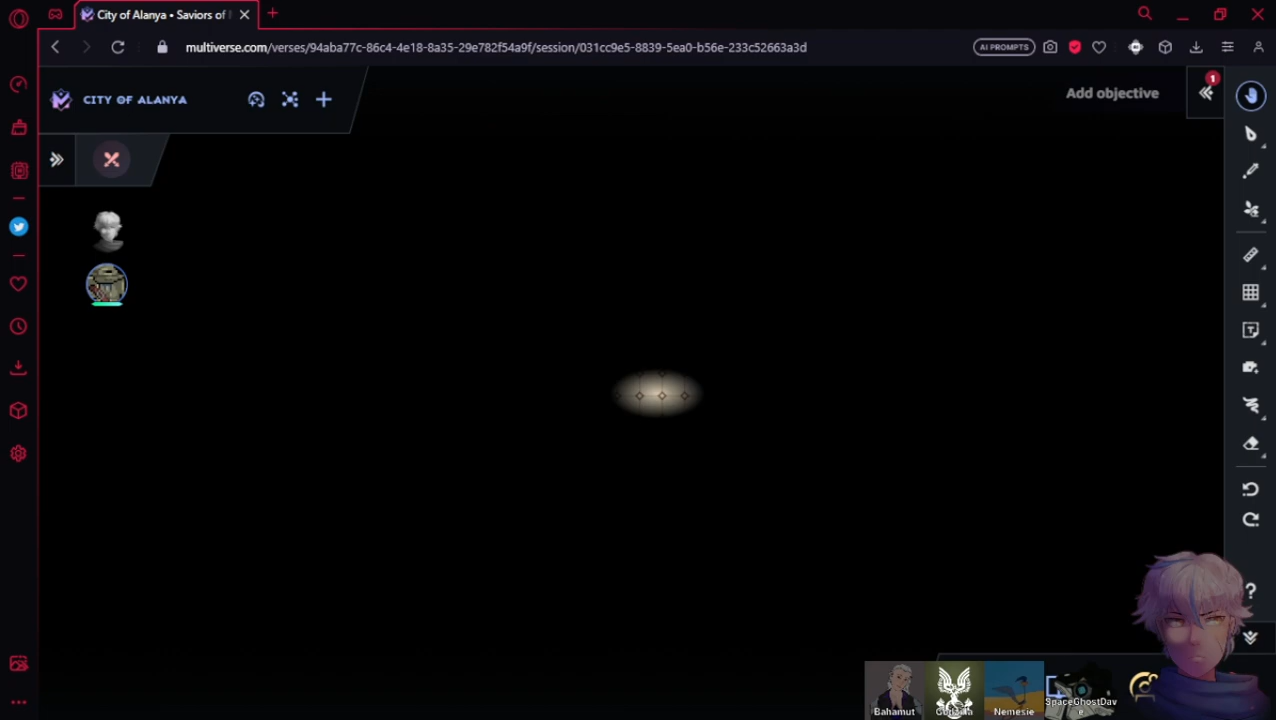 City of Alanya • Saviors of
multiverse.com/verses/94aba77c-86c4-4e18-8a35-29e782f54a9f/session/031cc9e5-8839-5ea0-b56e-233c52663a3d
AI PROMPTS
CITY OF ALANYA
Add objective
1
T
?
Bahamut
Nemesie
SpaceGhostDav
e